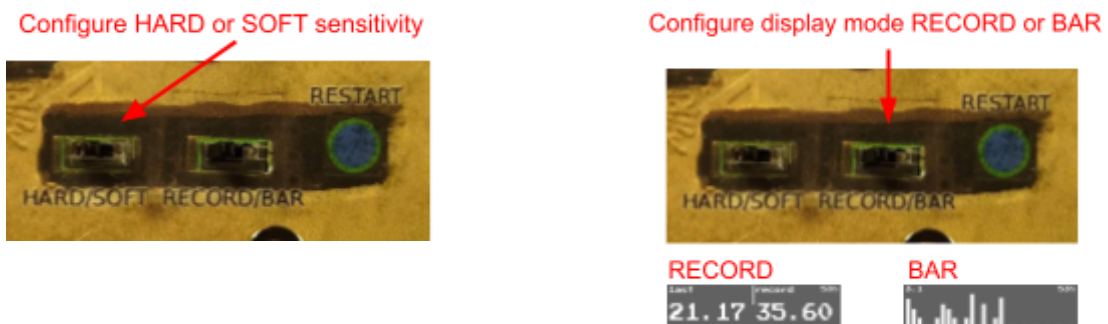 Configure HARD or SOFT sensitivity
RESTART
HARD/SOFT RECORD/BAR
Configure display mode RECORD or BAR
RESTART
HARD/SOFT RECORD/BAR
RECORD
last record
21.17 35.60
BAR